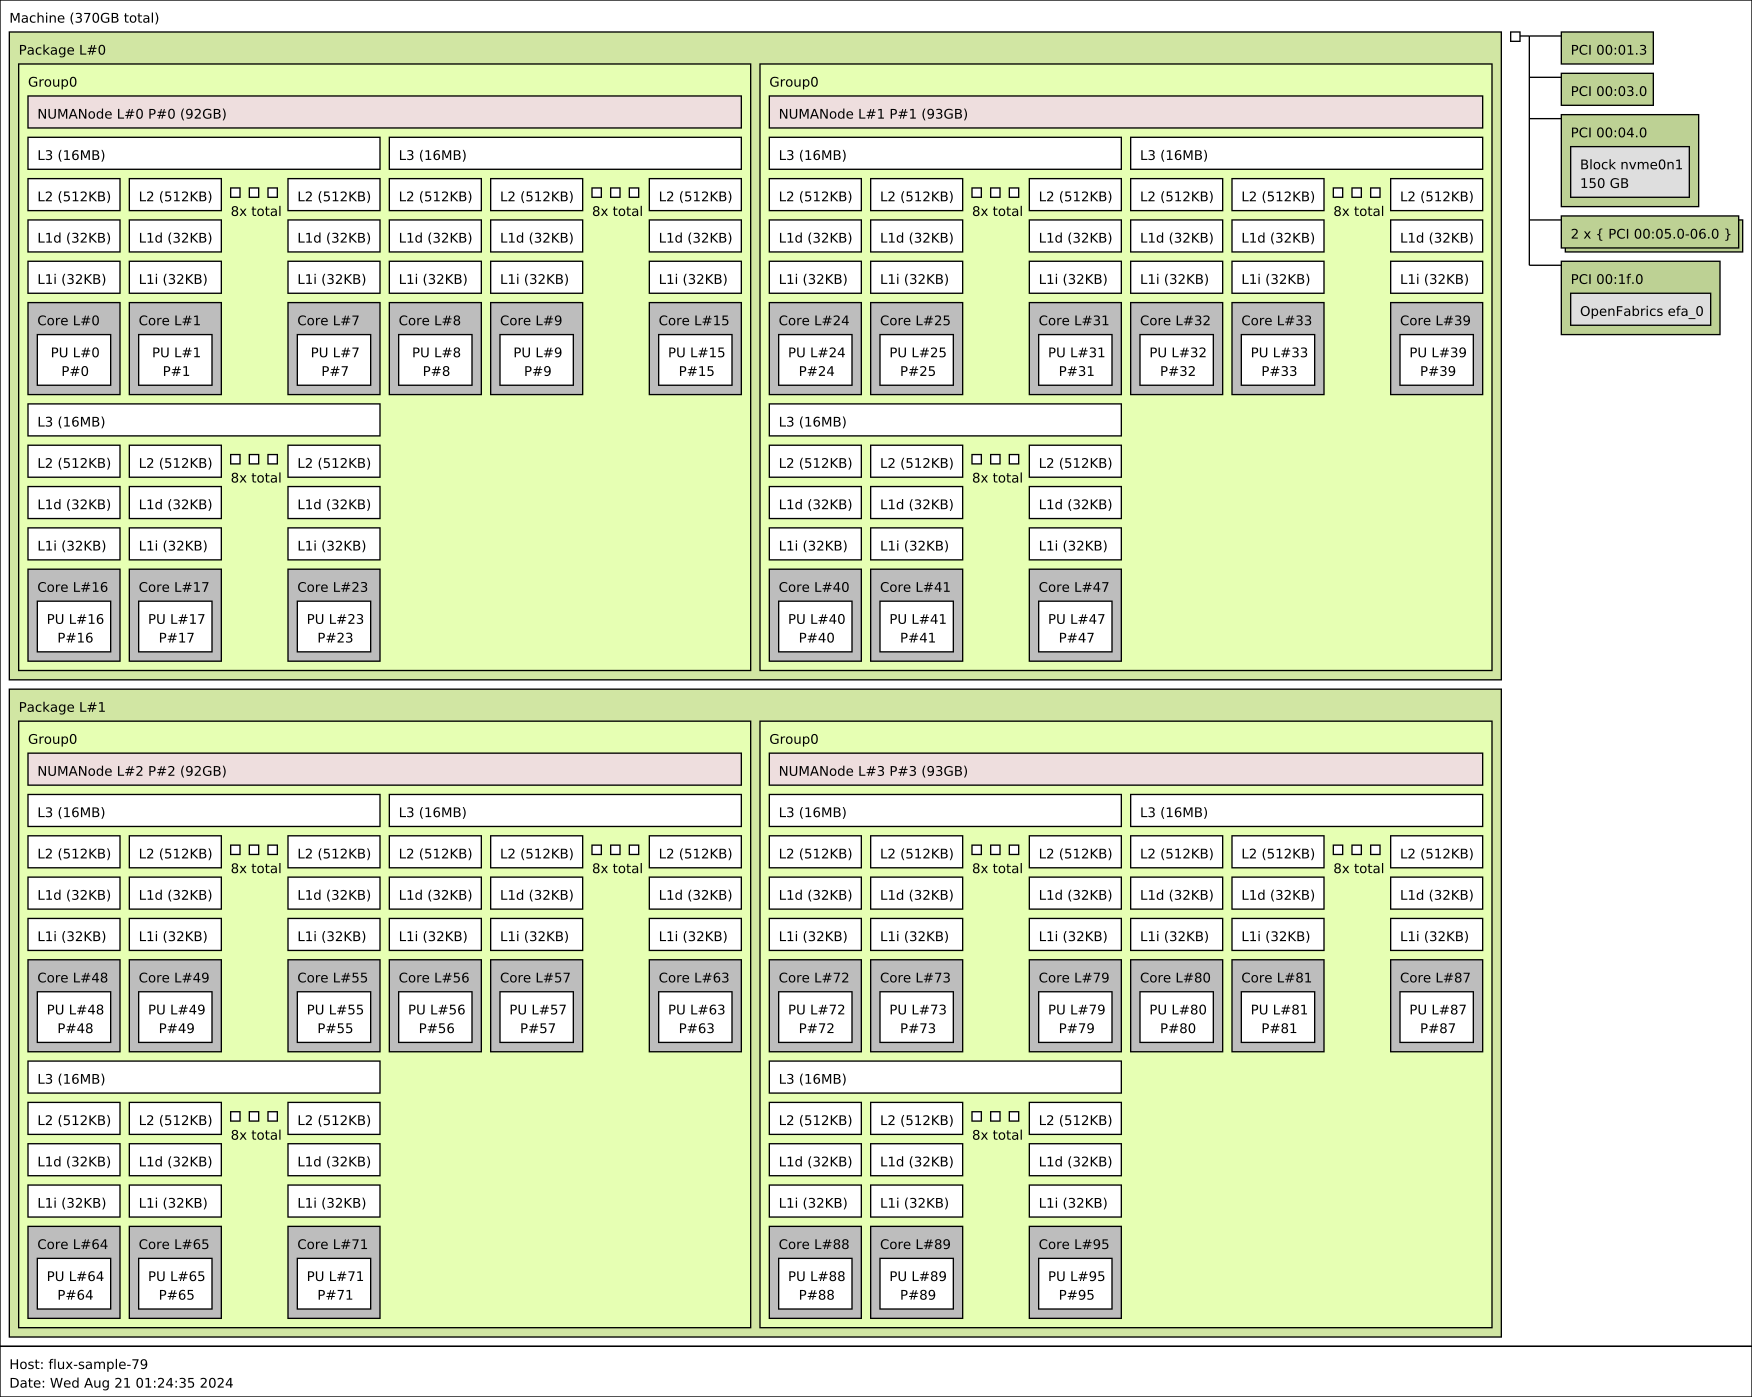 Machine (370GB total)
Package L#0
Group0
NUMANode L#0 P#0 (92GB)
L3 (16MB) L3 (16MB)
L2 (512KB) L2 (512KB) L2 (512KB) L2 (512KB) L2 (512KB) L2 (512KB)
8x total 8x total
L1d (32KB) L1d (32KB) L1d (32KB) L1d (32KB) L1d (32KB) L1d (32KB)
L1i (32KB) L1i (32KB) L1i (32KB) L1i (32KB) L1i (32KB) L1i (32KB)
Core L#0 Core L#1 Core L#7 Core L#8 Core L#9 Core L#15
PU L#0 PU L#1 PU L#7 PU L#8 PU L#9 PU L#15
P#0 P#1 P#7 P#8 P#9 P#15
L3 (16MB)
L2 (512KB) L2 (512KB) L2 (512KB)
8x total
L1d (32KB) L1d (32KB) L1d (32KB)
L1i (32KB) L1i (32KB) L1i (32KB)
Core L#16 Core L#17 Core L#23
PU L#16 PU L#17 PU L#23
P#16 P#17 P#23
Group0
NUMANode L#1 P#1 (93GB)
L3 (16MB) L3 (16MB)
L2 (512KB) L2 (512KB) L2 (512KB) L2 (512KB) L2 (512KB) L2 (512KB)
8x total 8x total
L1d (32KB) L1d (32KB) L1d (32KB) L1d (32KB) L1d (32KB) L1d (32KB)
L1i (32KB) L1i (32KB) L1i (32KB) L1i (32KB) L1i (32KB) L1i (32KB)
Core L#24 Core L#25 Core L#31 Core L#32 Core L#33 Core L#39
PU L#24 PU L#25 PU L#31 PU L#32 PU L#33 PU L#39
P#24 P#25 P#31 P#32 P#33 P#39
L3 (16MB)
L2 (512KB) L2 (512KB) L2 (512KB)
8x total
L1d (32KB) L1d (32KB) L1d (32KB)
L1i (32KB) L1i (32KB) L1i (32KB)
Core L#40 Core L#41 Core L#47
PU L#40 PU L#41 PU L#47
P#40 P#41 P#47
Package L#1
Group0
NUMANode L#2 P#2 (92GB)
L3 (16MB) L3 (16MB)
L2 (512KB) L2 (512KB) L2 (512KB) L2 (512KB) L2 (512KB) L2 (512KB)
8x total 8x total
L1d (32KB) L1d (32KB) L1d (32KB) L1d (32KB) L1d (32KB) L1d (32KB)
L1i (32KB) L1i (32KB) L1i (32KB) L1i (32KB) L1i (32KB) L1i (32KB)
Core L#48 Core L#49 Core L#55 Core L#56 Core L#57 Core L#63
PU L#48 PU L#49 PU L#55 PU L#56 PU L#57 PU L#63
P#48 P#49 P#55 P#56 P#57 P#63
L3 (16MB)
L2 (512KB) L2 (512KB) L2 (512KB)
8x total
L1d (32KB) L1d (32KB) L1d (32KB)
L1i (32KB) L1i (32KB) L1i (32KB)
Core L#64 Core L#65 Core L#71
PU L#64 PU L#65 PU L#71
P#64 P#65 P#71
Group0
NUMANode L#3 P#3 (93GB)
L3 (16MB) L3 (16MB)
L2 (512KB) L2 (512KB) L2 (512KB) L2 (512KB) L2 (512KB) L2 (512KB)
8x total 8x total
L1d (32KB) L1d (32KB) L1d (32KB) L1d (32KB) L1d (32KB) L1d (32KB)
L1i (32KB) L1i (32KB) L1i (32KB) L1i (32KB) L1i (32KB) L1i (32KB)
Core L#72 Core L#73 Core L#79 Core L#80 Core L#81 Core L#87
PU L#72 PU L#73 PU L#79 PU L#80 PU L#81 PU L#87
P#72 P#73 P#79 P#80 P#81 P#87
L3 (16MB)
L2 (512KB) L2 (512KB) L2 (512KB)
8x total
L1d (32KB) L1d (32KB) L1d (32KB)
L1i (32KB) L1i (32KB) L1i (32KB)
Core L#88 Core L#89 Core L#95
PU L#88 PU L#89 PU L#95
P#88 P#89 P#95
PCI 00:01.3
PCI 00:03.0
PCI 00:04.0
Block nvme0n1
150 GB
2 x { PCI 00:05.0-06.0 }
PCI 00:1f.0
OpenFabrics efa_0
Host: flux-sample-79
Date: Wed Aug 21 01:24:35 2024